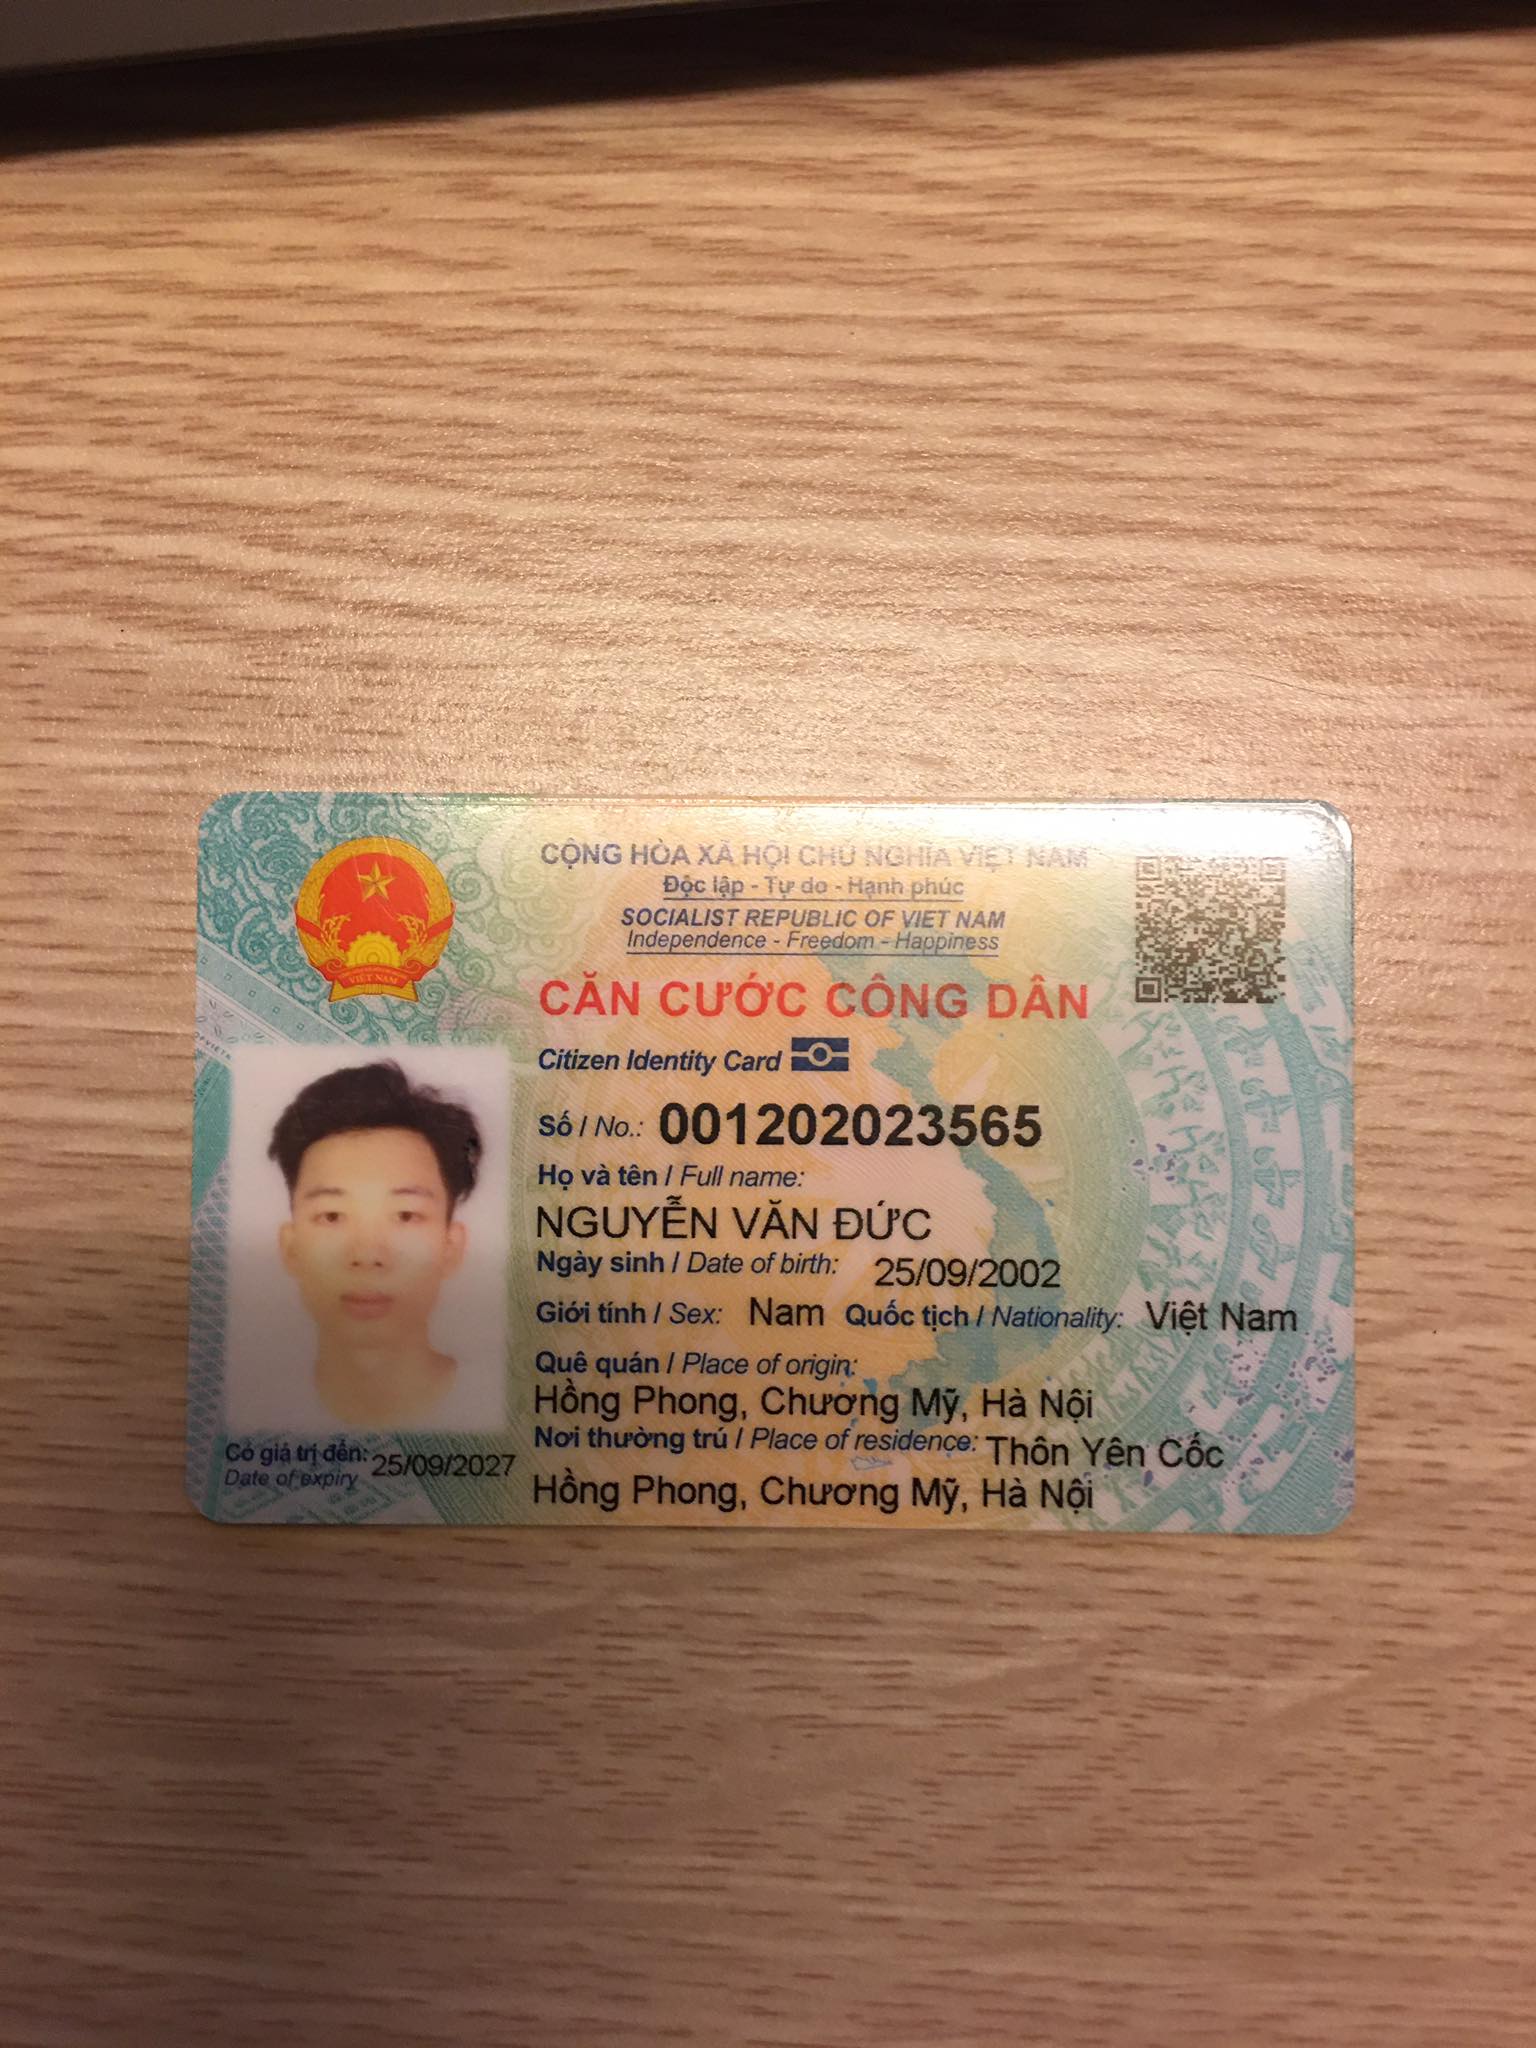 CỘNG HÒA XÃ HỘI CHỦ NGHĨA VIỆT NAM
Độc lập - Tự do - Hạnh phúc
SOCIALIST REPUBLIC OF VIET NAM
Independence - Freedom - Happiness
CĂN CƯỚC CÔNG DÂN
Citizen Identity Card
Số / No.: 001202023565
Họ và tên / Full name:
NGUYỄN VĂN ĐỨC
Ngày sinh / Date of birth: 25/09/2002
Giới tính / Sex: Nam Quốc tịch / Nationality: Việt Nam
Quê quán / Place of origin:
Hồng Phong, Chương Mỹ, Hà Nội
Nơi thường trú / Place of residence: Thôn Yên Cốc
Hồng Phong, Chương Mỹ, Hà Nội
Có giá trị đến: 25/09/2027
Date of expiry
VIỆT NAM